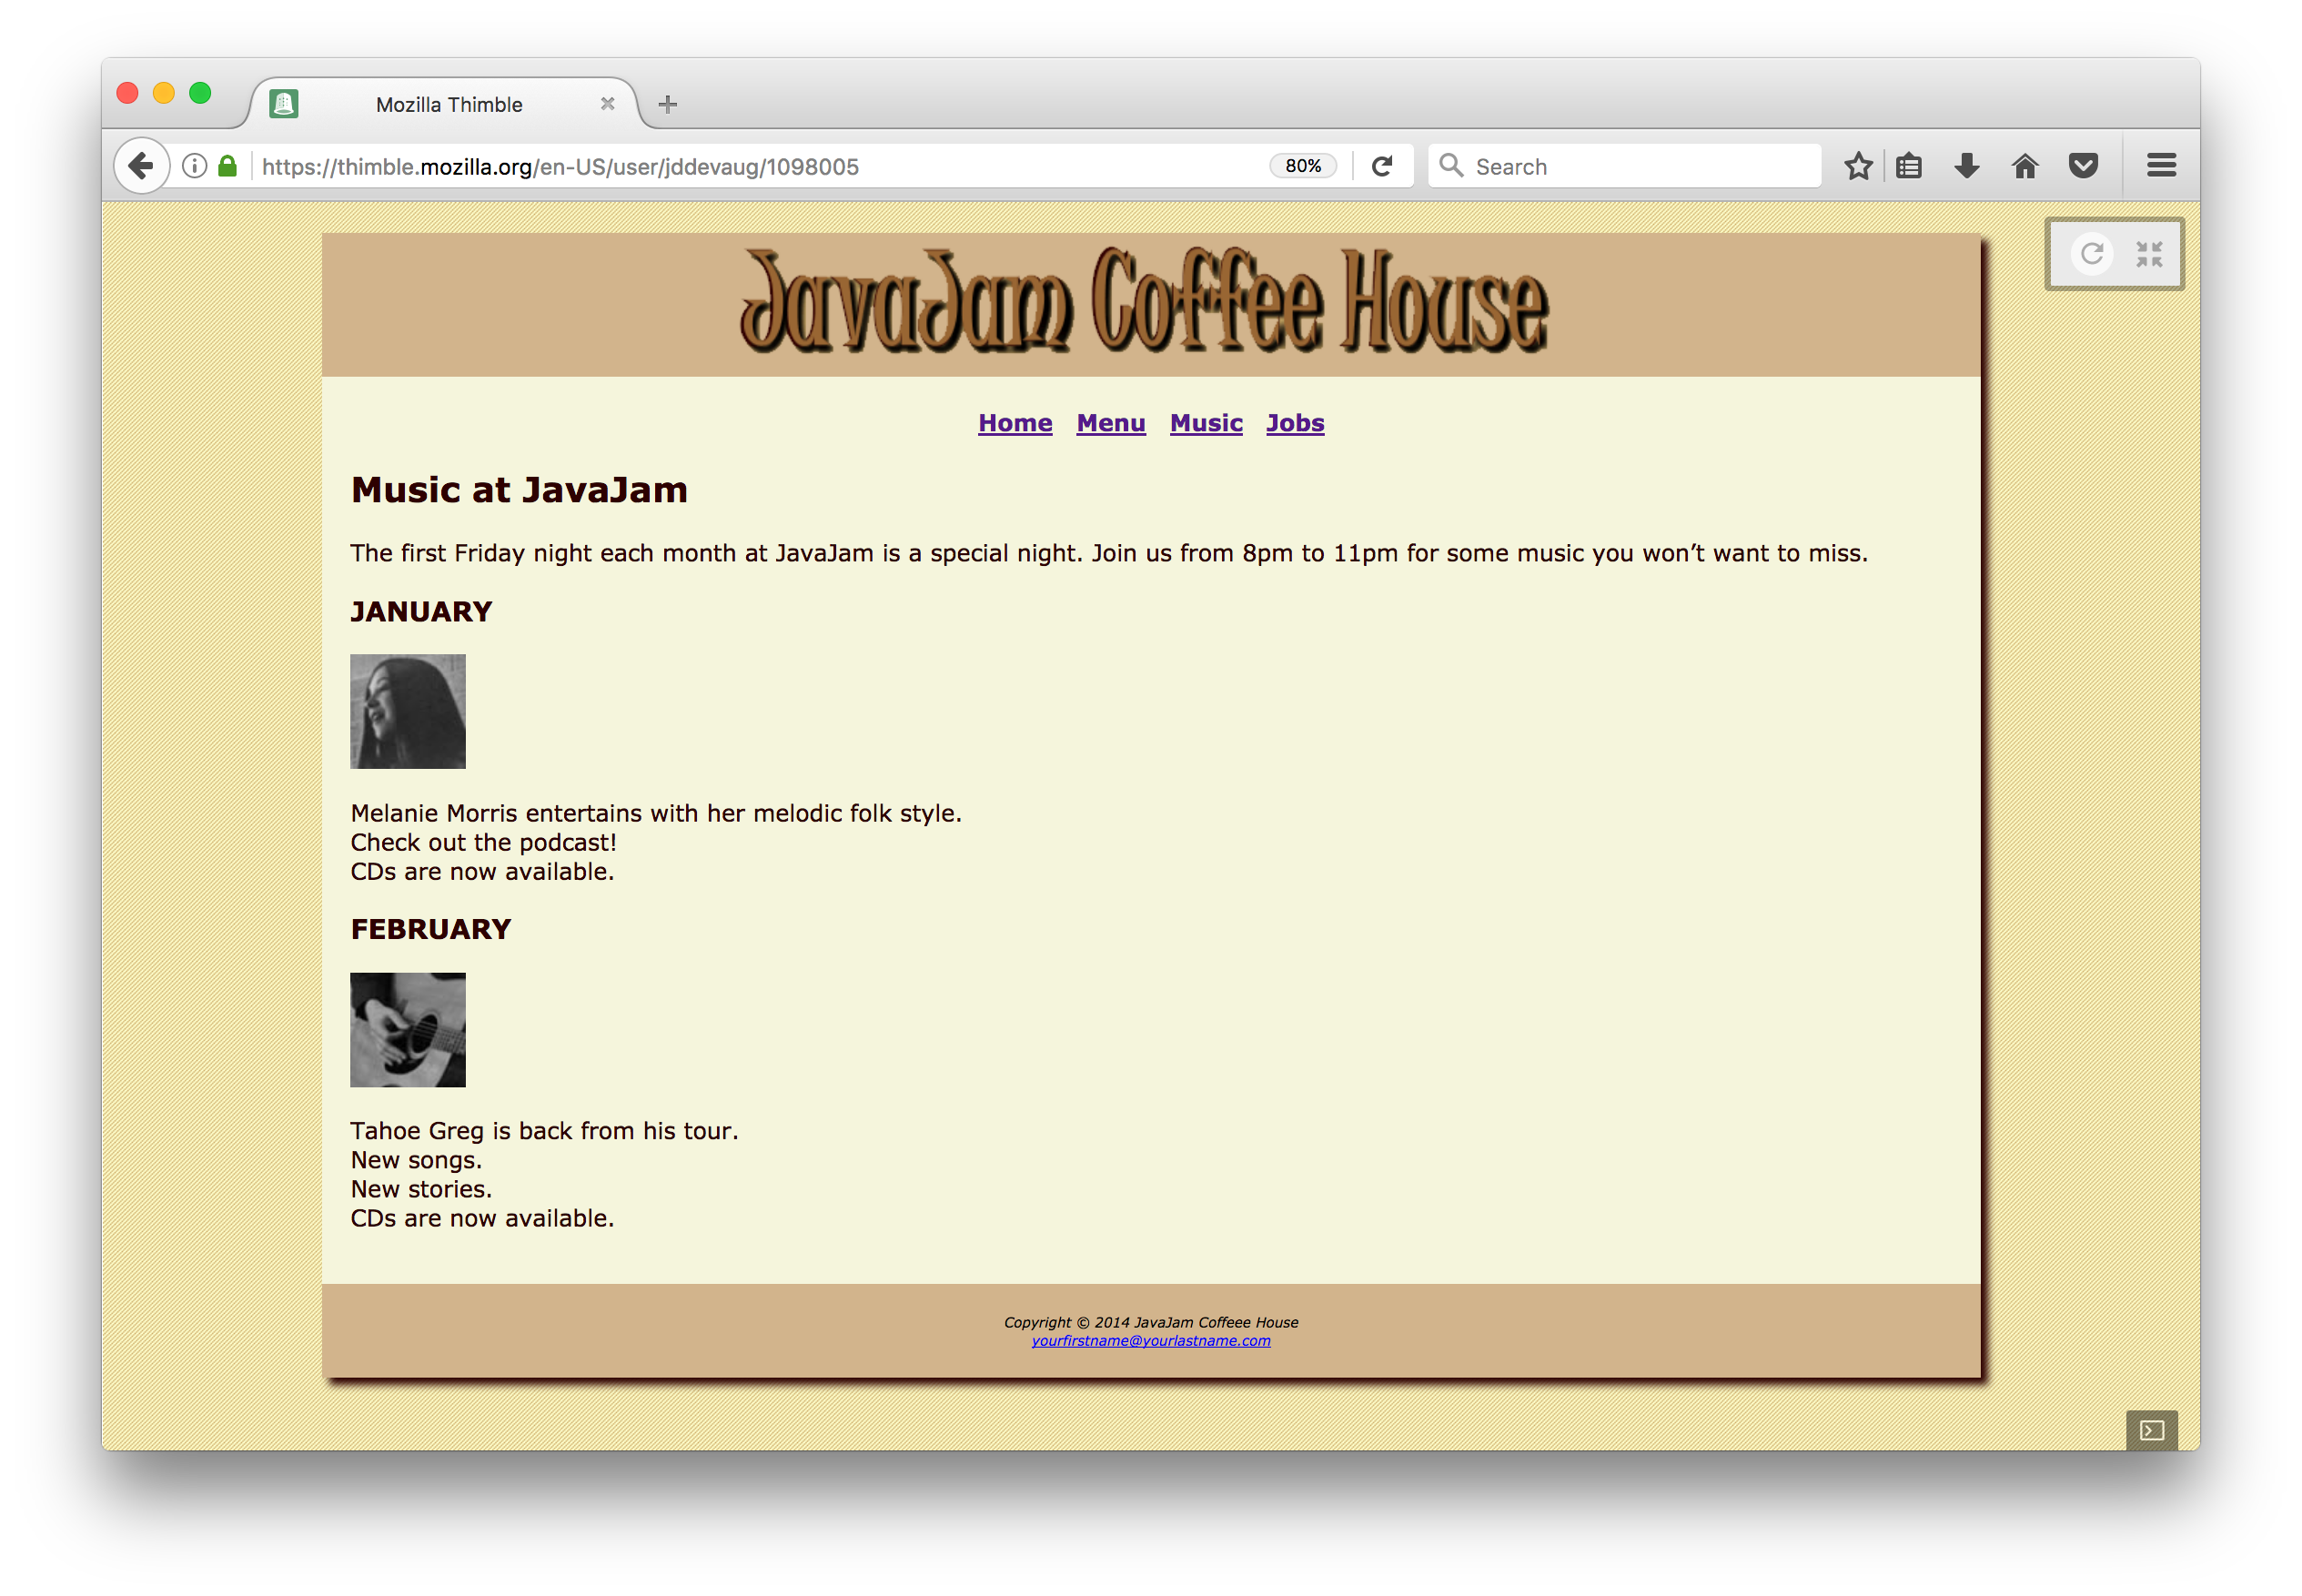 Mozilla Thimble
https://thimble.mozilla.org/en-US/user/jddevaug/1098005
80%
Search
JavaJam Coffee House
Home Menu Music Jobs
Music at JavaJam
The first Friday night each month at JavaJam is a special night. Join us from 8pm to 11pm for some music you won’t want to miss.
JANUARY
Melanie Morris entertains with her melodic folk style.
Check out the podcast!
CDs are now available.
FEBRUARY
Tahoe Greg is back from his tour.
New songs.
New stories.
CDs are now available.
Copyright © 2014 JavaJam Coffeee House
yourfirstname@yourlastname.com